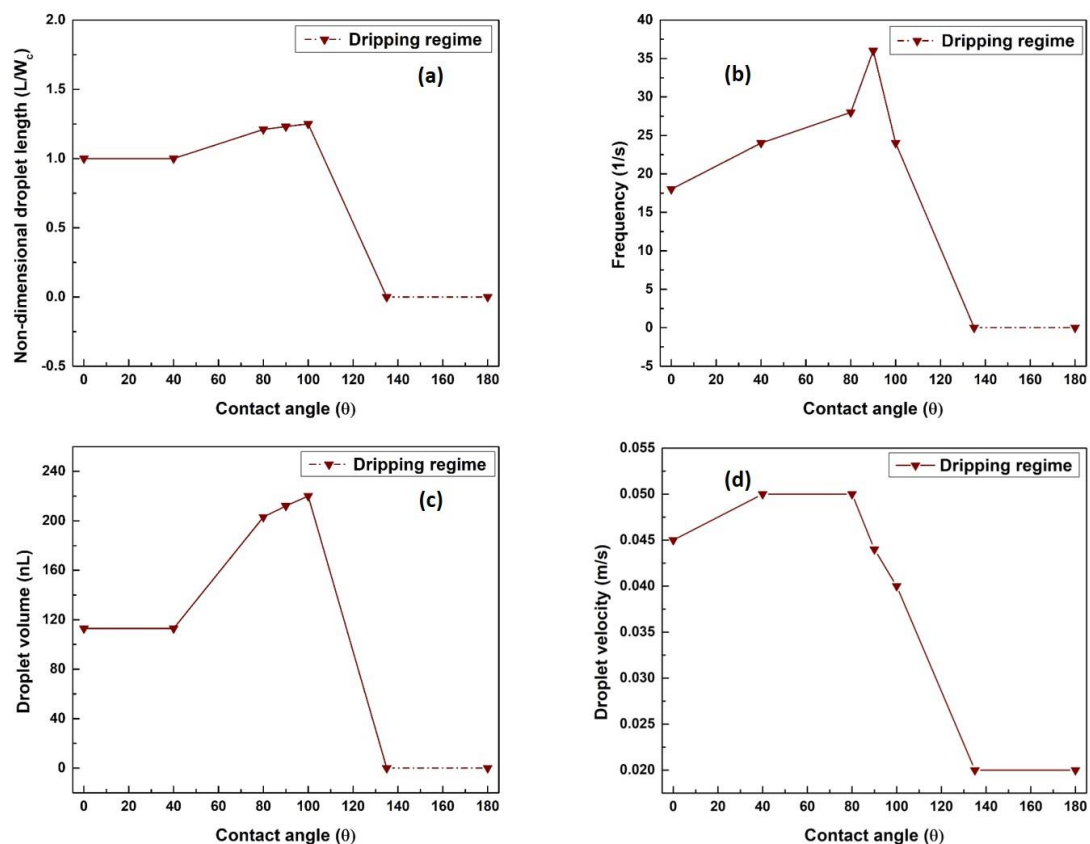 Non-dimensional droplet length (L/Wc)
2.0
1.5
1.0
0.5
0.0
-0.5
Dripping regime
(a)
0 20 40 60 80 100 120 140 160 180
Contact angle (θ)
Frequency (1/s)
40
35
30
25
20
15
10
5
0
-5
Dripping regime
(b)
0 20 40 60 80 100 120 140 160 180
Contact angle (θ)
Droplet volume (nL)
240
200
160
120
80
40
0
Dripping regime
(c)
0 20 40 60 80 100 120 140 160 180
Contact angle (θ)
Droplet velocity (m/s)
0.055
0.050
0.045
0.040
0.035
0.030
0.025
0.020
Dripping regime
(d)
0 20 40 60 80 100 120 140 160 180
Contact angle (θ)